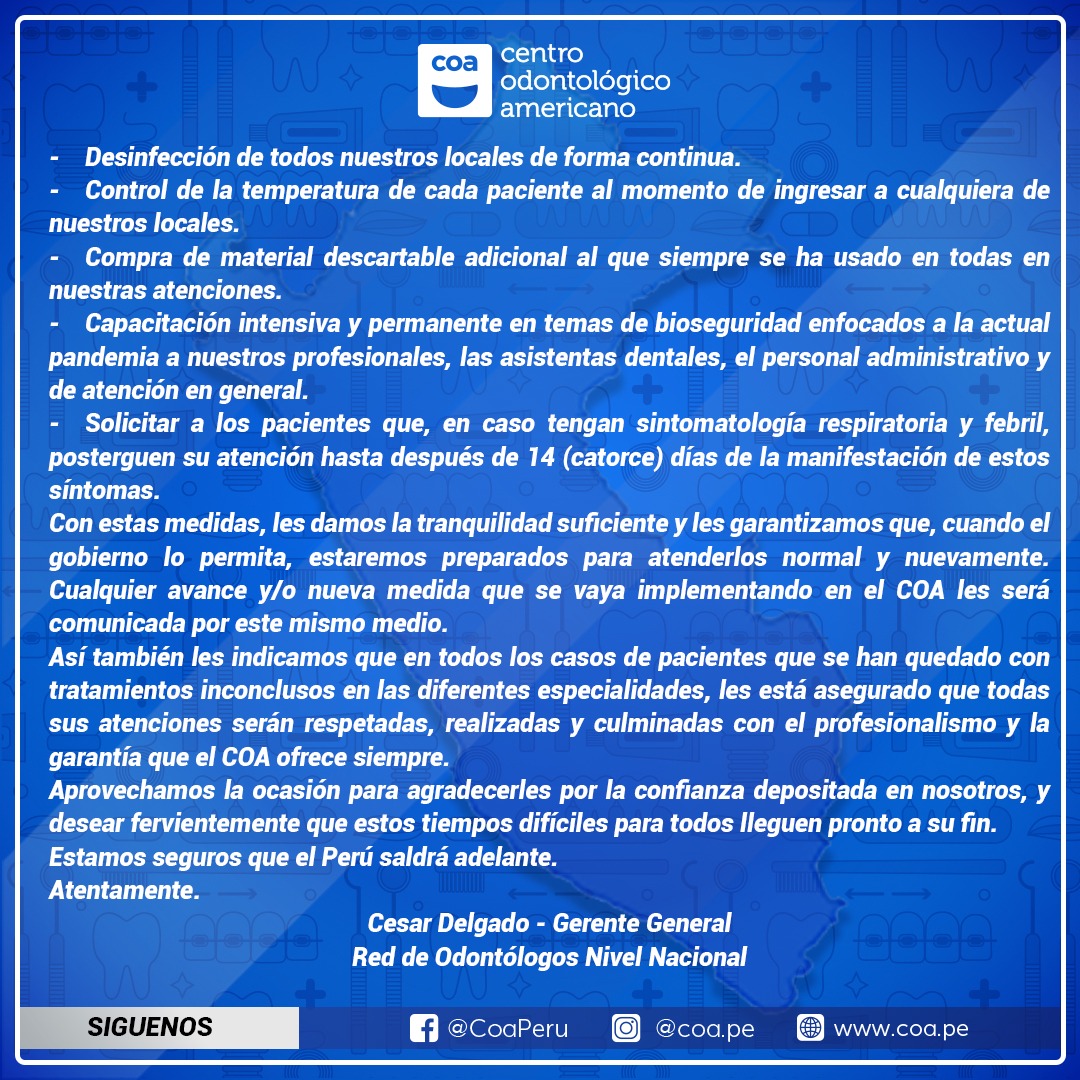 coa
centro
odontológico
americano
- Desinfección de todos nuestros locales de forma continua.
- Control de la temperatura de cada paciente al momento de ingresar a cualquiera de
nuestros locales.
- Compra de material descartable adicional al que siempre se ha usado en todas en
nuestras atenciones.
- Capacitación intensiva y permanente en temas de bioseguridad enfocados a la actual
pandemia a nuestros profesionales, las asistentas dentales, el personal administrativo y
de atención en general.
- Solicitar a los pacientes que, en caso tengan sintomatología respiratoria y febril,
posterguen su atención hasta después de 14 (catorce) días de la manifestación de estos
síntomas.
Con estas medidas, les damos la tranquilidad suficiente y les garantizamos que, cuando el
gobierno lo permita, estaremos preparados para atenderlos normal y nuevamente.
Cualquier avance y/o nueva medida que se vaya implementando en el COA les será
comunicada por este mismo medio.
Así también les indicamos que en todos los casos de pacientes que se han quedado con
tratamientos inconclusos en las diferentes especialidades, les está asegurado que todas
sus atenciones serán respetadas, realizadas y culminadas con el profesionalismo y la
garantía que el COA ofrece siempre.
Aprovechamos la ocasión para agradecerles por la confianza depositada en nosotros, y
desear fervientemente que estos tiempos difíciles para todos lleguen pronto a su fin.
Estamos seguros que el Perú saldrá adelante.
Atentamente.
Cesar Delgado - Gerente General
Red de Odontólogos Nivel Nacional
SIGUENOS
@CoaPeru
@coa.pe
www.coa.pe